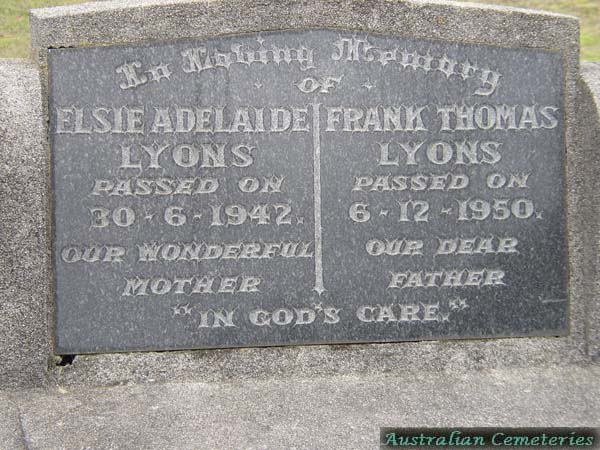 In Loving Memory
OF
ELSIE ADELAIDE
LYONS
PASSED ON
30-6-1942.
OUR WONDERFUL
MOTHER
FRANK THOMAS
LYONS
PASSED ON
6-12-1950.
OUR DEAR
FATHER
"IN GOD'S CARE."
Australian Cemeteries